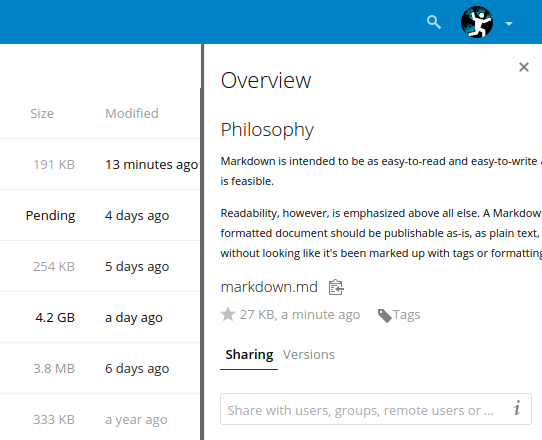 Size Modified
191 KB 13 minutes ago
Pending 4 days ago
254 KB 5 days ago
4.2 GB a day ago
3.8 MB 6 days ago
333 KB a year ago
Overview
Philosophy
Markdown is intended to be as easy-to-read and easy-to-write a
is feasible.
Readability, however, is emphasized above all else. A Markdow
formatted document should be publishable as-is, as plain text,
without looking like it's been marked up with tags or formatting
markdown.md
27 KB, a minute ago Tags
Sharing Versions
Share with users, groups, remote users or ... i